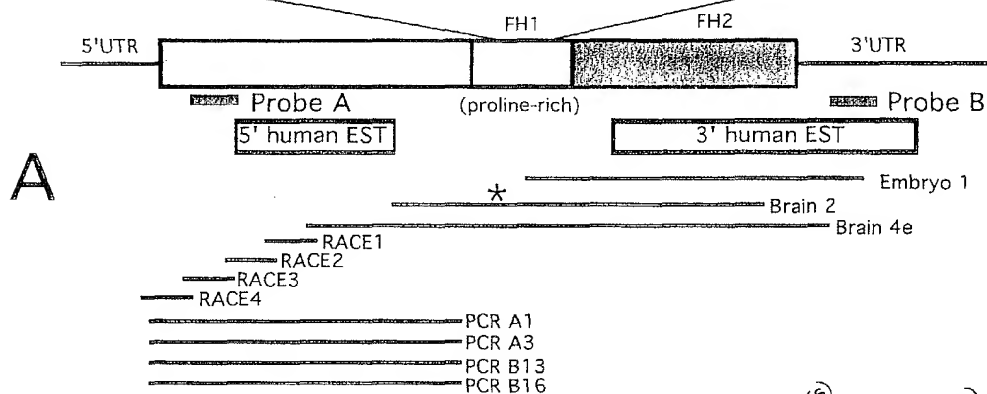 FH1
FH2
5'UTR
3'UTR
Probe A
(proline-rich)
Probe B
5' human EST
3' human EST
A
Embryo 1
*
Brain 2
Brain 4e
RACE1
RACE2
RACE3
RACE4
PCR A1
PCR A3
PCR B13
PCR B16